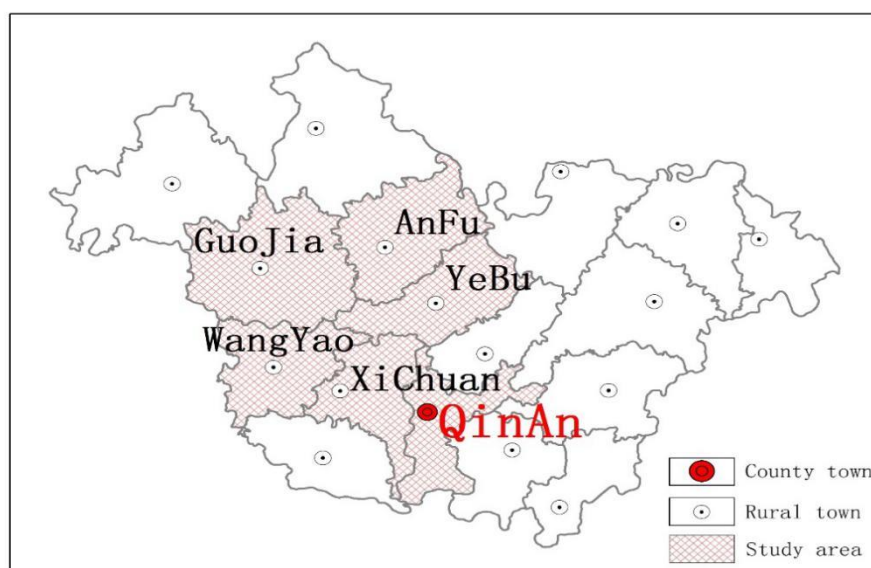 AnFu
GuoJia
YeBu
WangYao
XiChuan
QinAn
County town
Rural town
Study area